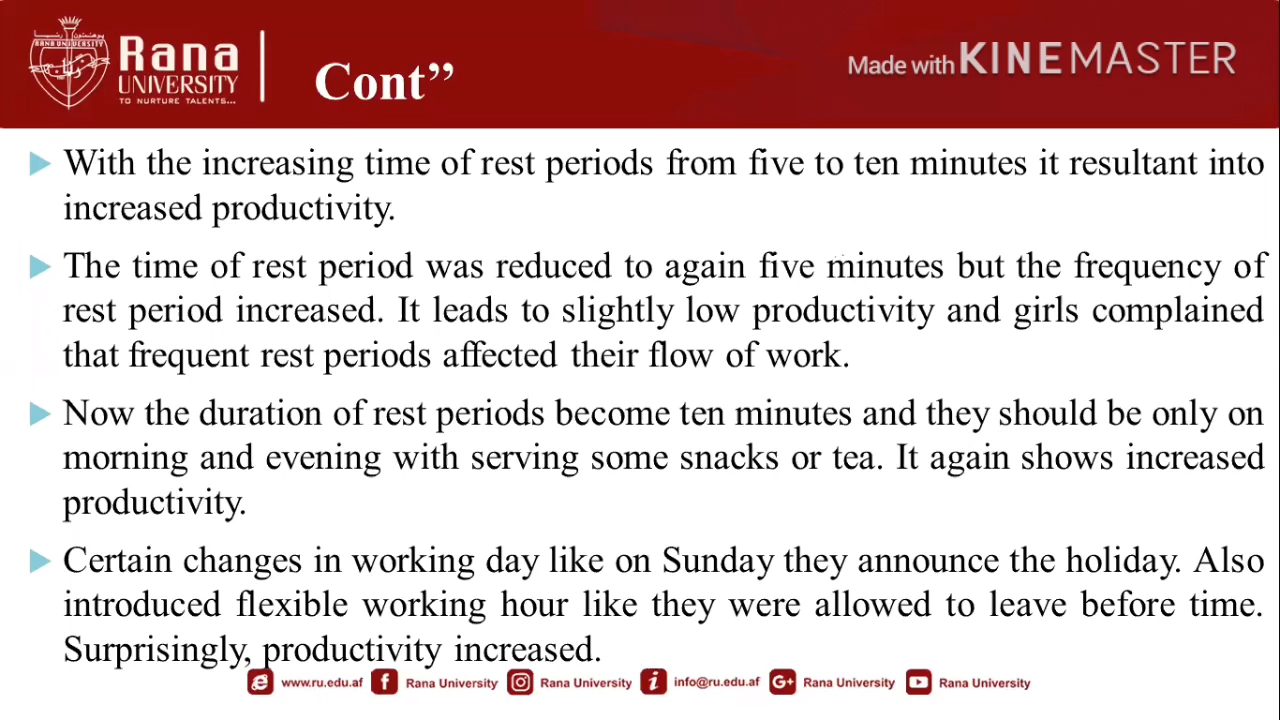 RANA UNIVERSITY
Rana
UNIVERSITY
TO NURTURE TALENTS...
Cont”
Made with KINEMASTER
With the increasing time of rest periods from five to ten minutes it resultant into
increased productivity.
The time of rest period was reduced to again five minutes but the frequency of
rest period increased. It leads to slightly low productivity and girls complained
that frequent rest periods affected their flow of work.
Now the duration of rest periods become ten minutes and they should be only on
morning and evening with serving some snacks or tea. It again shows increased
productivity.
Certain changes in working day like on Sunday they announce the holiday. Also
introduced flexible working hour like they were allowed to leave before time.
Surprisingly, productivity increased.
www.ru.edu.af Rana University Rana University info@ru.edu.af G+ Rana University Rana University